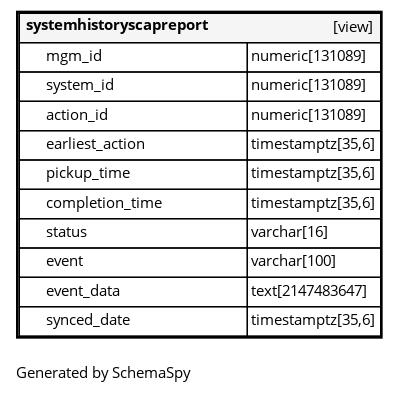 systemhistoryscapreport [view]
mgm_id numeric[131089]
system_id numeric[131089]
action_id numeric[131089]
earliest_action timestamptz[35,6]
pickup_time timestamptz[35,6]
completion_time timestamptz[35,6]
status varchar[16]
event varchar[100]
event_data text[2147483647]
synced_date timestamptz[35,6]
Generated by SchemaSpy